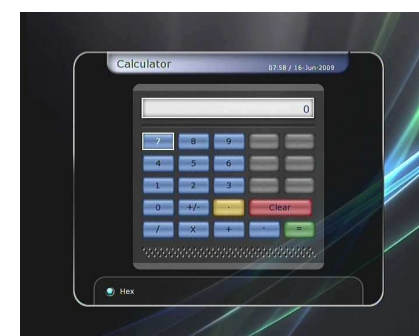 Calculator 07:58 / 16-Jun-2009
0
7 8 9
4 5 6
1 2 3
0 +/- . Clear
/ X + - =
Hex